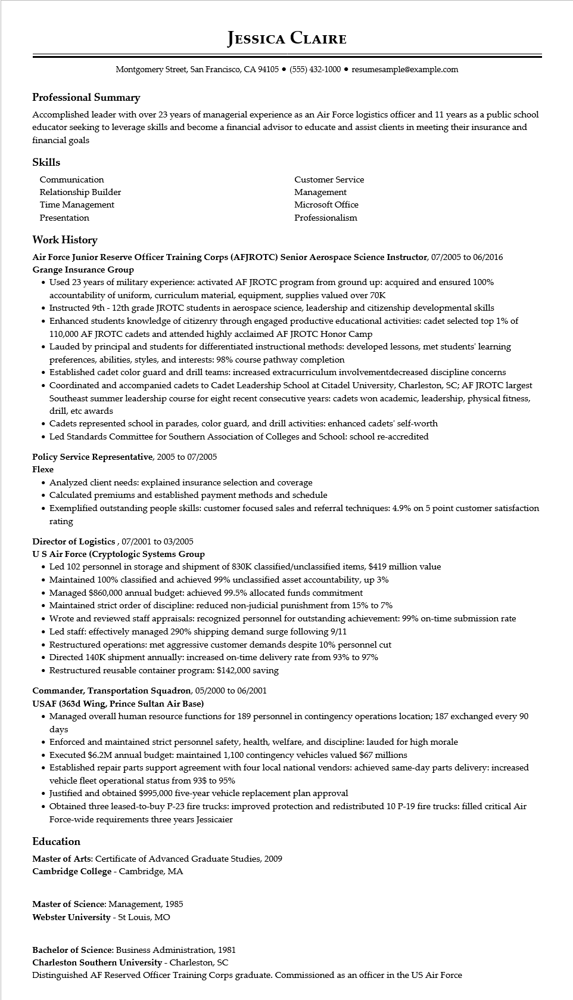 Jessica Claire
Montgomery Street, San Francisco, CA 94105 ● (555) 432-1000 ● resumesample@example.com
Professional Summary
Accomplished leader with over 23 years of managerial experience as an Air Force logistics officer and 11 years as a public school
educator seeking to leverage skills and become a financial advisor to educate and assist clients in meeting their insurance and
financial goals
Skills
Communication
Relationship Builder
Time Management
Presentation
Customer Service
Management
Microsoft Office
Professionalism
Work History
Air Force Junior Reserve Officer Training Corps (AFJROTC) Senior Aerospace Science Instructor, 07/2005 to 06/2016
Grange Insurance Group
• Used 23 years of military experience: activated AF JROTC program from ground up: acquired and ensured 100%
accountability of uniform, curriculum material, equipment, supplies valued over 70K
• Instructed 9th - 12th grade JROTC students in aerospace science, leadership and citizenship developmental skills
• Enhanced students knowledge of citizenry through engaged productive educational activities: cadet selected top 1% of
110,000 AF JROTC cadets and attended highly acclaimed AF JROTC Honor Camp
• Lauded by principal and students for differentiated instructional methods: developed lessons, met students' learning
preferences, abilities, styles, and interests: 98% course pathway completion
• Established cadet color guard and drill teams: increased extracurriculum involvementdecreased discipline concerns
• Coordinated and accompanied cadets to Cadet Leadership School at Citadel University, Charleston, SC; AF JROTC largest
Southeast summer leadership course for eight recent consecutive years: cadets won academic, leadership, physical fitness,
drill, etc awards
• Cadets represented school in parades, color guard, and drill activities: enhanced cadets' self-worth
• Led Standards Committee for Southern Association of Colleges and School: school re-accredited
Policy Service Representative, 2005 to 07/2005
Flexe
• Analyzed client needs: explained insurance selection and coverage
• Calculated premiums and established payment methods and schedule
• Exemplified outstanding people skills: customer focused sales and referral techniques: 4.9% on 5 point customer satisfaction
rating
Director of Logistics , 07/2001 to 03/2005
U S Air Force (Cryptologic Systems Group
• Led 102 personnel in storage and shipment of 830K classified/unclassified items, $419 million value
• Maintained 100% classified and achieved 99% unclassified asset accountability, up 3%
• Managed $860,000 annual budget: achieved 99.5% allocated funds commitment
• Maintained strict order of discipline: reduced non-judicial punishment from 15% to 7%
• Wrote and reviewed staff appraisals: recognized personnel for outstanding achievement: 99% on-time submission rate
• Led staff: effectively managed 290% shipping demand surge following 9/11
• Restructured operations: met aggressive customer demands despite 10% personnel cut
• Directed 140K shipment annually: increased on-time delivery rate from 93% to 97%
• Restructured reusable container program: $142,000 saving
Commander, Transportation Squadron, 05/2000 to 06/2001
USAF (363d Wing, Prince Sultan Air Base)
• Managed overall human resource functions for 189 personnel in contingency operations location; 187 exchanged every 90
days
• Enforced and maintained strict personnel safety, health, welfare, and discipline: lauded for high morale
• Executed $6.2M annual budget: maintained 1,100 contingency vehicles valued $67 millions
• Established repair parts support agreement with four local national vendors: achieved same-day parts delivery: increased
vehicle fleet operational status from 93$ to 95%
• Justified and obtained $995,000 five-year vehicle replacement plan approval
• Obtained three leased-to-buy P-23 fire trucks: improved protection and redistributed 10 P-19 fire trucks: filled critical Air
Force-wide requirements three years Jessicaier
Education
Master of Arts: Certificate of Advanced Graduate Studies, 2009
Cambridge College - Cambridge, MA
Master of Science: Management, 1985
Webster University - St Louis, MO
Bachelor of Science: Business Administration, 1981
Charleston Southern University - Charleston, SC
Distinguished AF Reserved Officer Training Corps graduate. Commissioned as an officer in the US Air Force